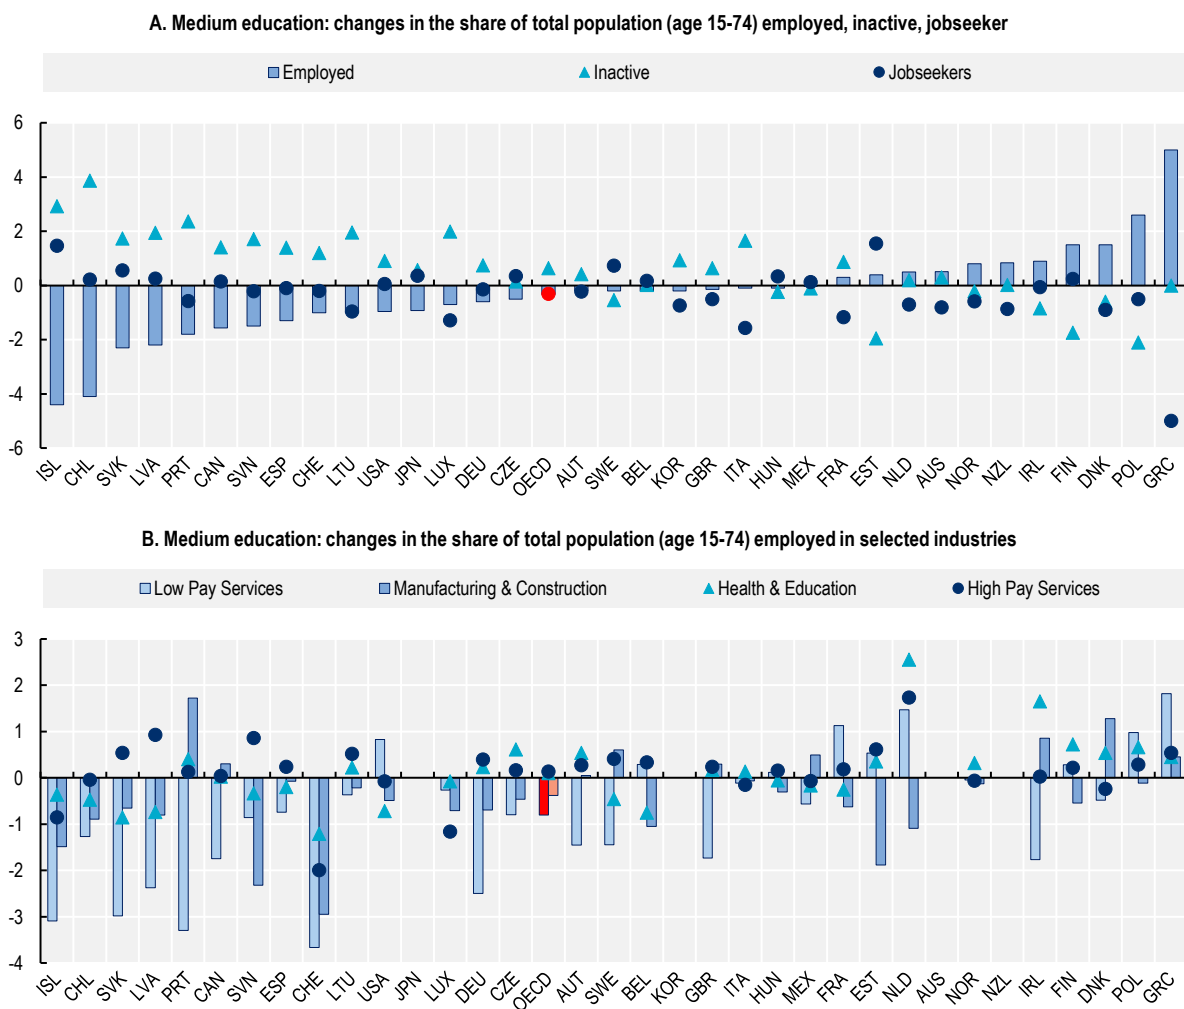 A. Medium education: changes in the share of total population (age 15-74) employed, inactive, jobseeker
Employed Inactive Jobseekers
6
4
2
0
-2
-4
-6
ISL CHL SVK LVA PRT CAN SVN ESP CHE LTU USA JPN LUX DEU CZE OECD AUT SWE BEL KOR GBR ITA HUN MEX FRA EST NLD AUS NOR NZL IRL FIN DNK POL GRC
B. Medium education: changes in the share of total population (age 15-74) employed in selected industries
Low Pay Services Manufacturing & Construction Health & Education High Pay Services
3
2
1
0
-1
-2
-3
-4
ISL CHL SVK LVA PRT CAN SVN ESP CHE LTU USA JPN LUX DEU CZE OECD AUT SWE BEL KOR GBR ITA HUN MEX FRA EST NLD AUS NOR NZL IRL FIN DNK POL GRC